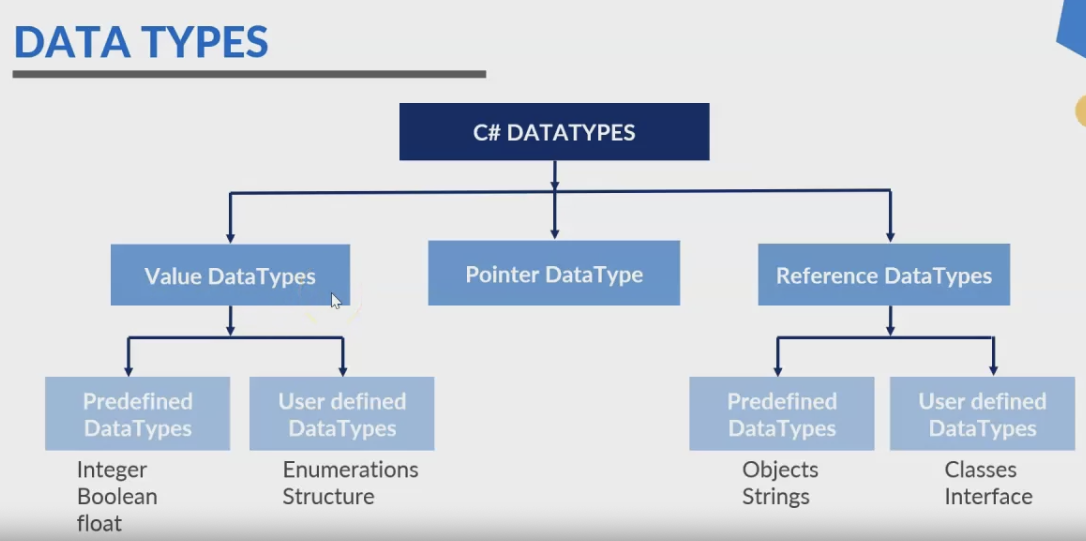 DATA TYPES
C# DATATYPES
Value DataTypes
Pointer DataType
Reference DataTypes
Predefined
DataTypes
User defined
DataTypes
Predefined
DataTypes
User defined
DataTypes
Integer
Boolean
float
Enumerations
Structure
Objects
Strings
Classes
Interface